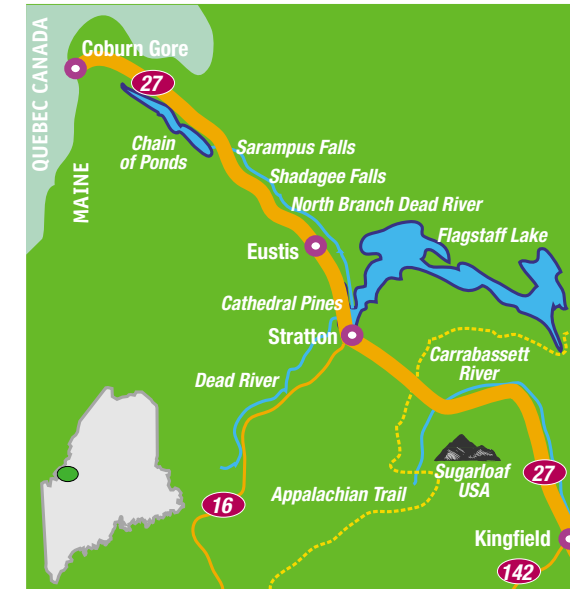 QUEBEC CANADA
MAINE
Coburn Gore
27
Chain
of Ponds
Sarampus Falls
Shadagee Falls
North Branch Dead River
Flagstaff Lake
Eustis
Cathedral Pines
Stratton
Carrabassett
River
Dead River
Sugarloaf
USA
27
Appalachian Trail
16
Kingfield
142